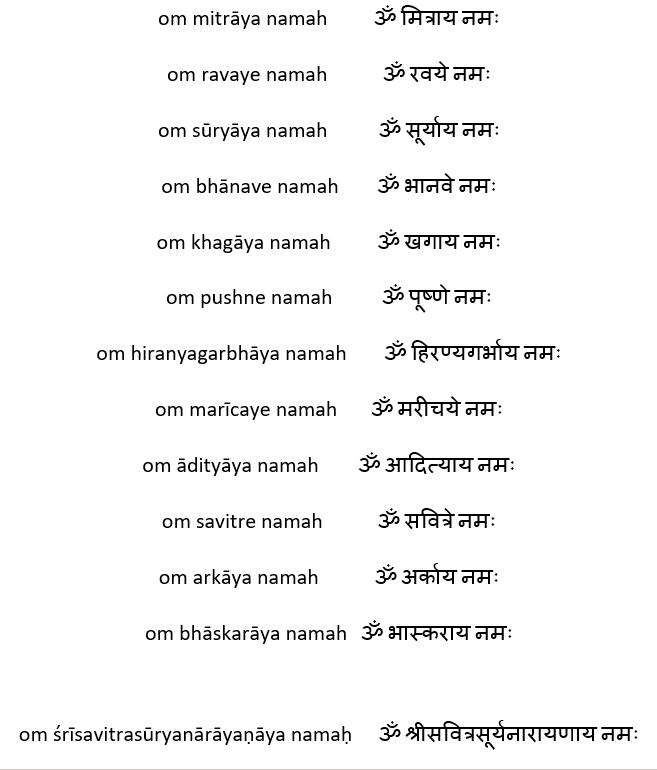 om mitrāya namah ॐ मित्राय नमः
om ravaye namah ॐ रवये नमः
om sūryāya namah ॐ सूर्याय नमः
om bhānave namah ॐ भानवे नमः
om khagāya namah ॐ खगाय नमः
om pushne namah ॐ पूष्णे नमः
om hiranyagarbhāya namah ॐ हिरण्यगर्भाय नमः
om marīcaye namah ॐ मरीचये नमः
om ādityāya namah ॐ आदित्याय नमः
om savitre namah ॐ सवित्रे नमः
om arkāya namah ॐ अर्काय नमः
om bhāskarāya namah ॐ भास्कराय नमः
om śrīsavitrasūryanārāyaṇāya namaḥ ॐ श्रीसवित्रसूर्यनारायणाय नमः